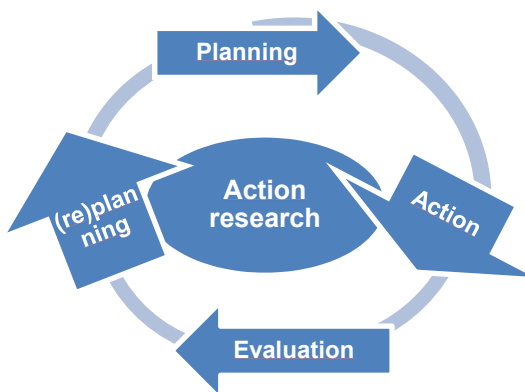 Planning
Action
research
Action
Evaluation
(re)plan
ning